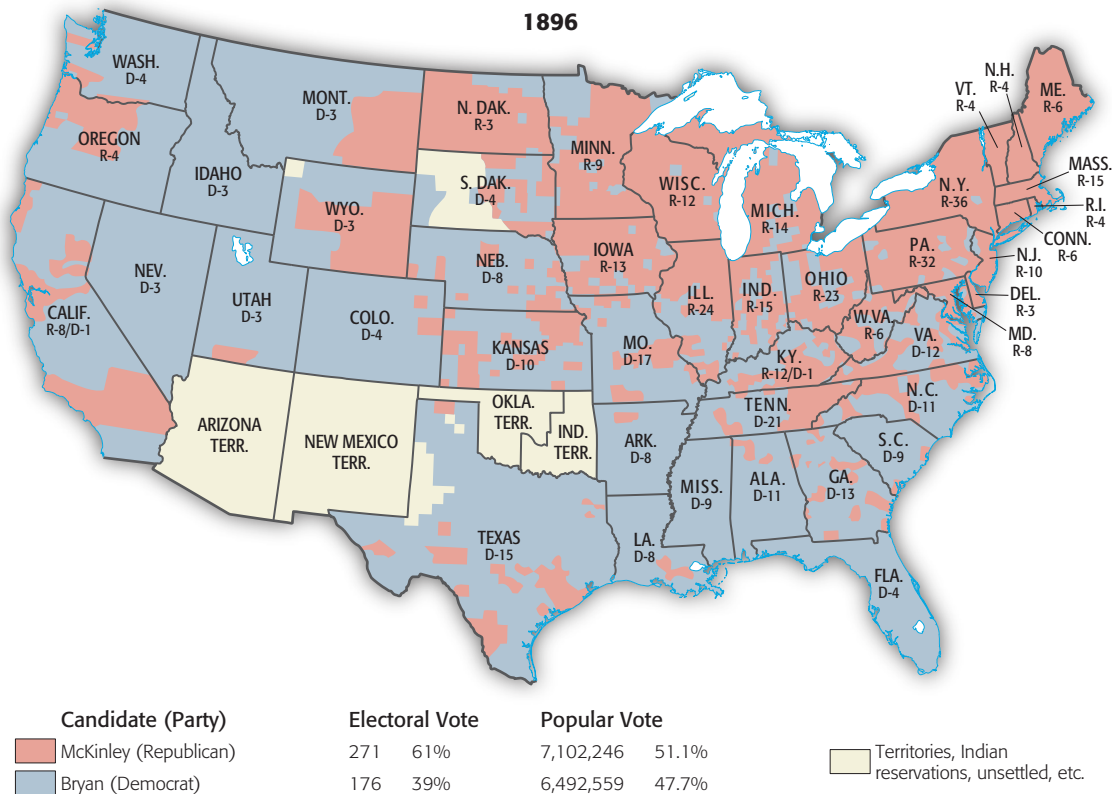 1896
WASH.
D-4
OREGON
R-4
IDAHO
D-3
MONT.
D-3
N. DAK.
R-3
S. DAK.
D-4
MINN.
R-9
WISC.
R-12
MICH.
R-14
WYO.
D-3
NEB.
D-8
IOWA
R-13
CALIF.
R-8/D-1
NEV.
D-3
UTAH
D-3
COLO.
D-4
KANSAS
D-10
MO.
D-17
ILL.
R-24
IND.
R-15
OHIO
R-23
KY.
R-12/D-1
W.VA.
R-6
VA.
D-12
PA.
R-32
N.Y.
R-36
VT.
R-4
N.H.
R-4
ME.
R-6
MASS.
R-15
R.I.
R-4
CONN.
R-6
N.J.
R-10
DEL.
R-3
MD.
R-8
ARIZONA
TERR.
NEW MEXICO
TERR.
OKLA.
TERR.
IND.
TERR.
ARK.
D-8
TENN.
D-21
N.C.
D-11
S.C.
D-9
MISS.
D-9
ALA.
D-11
GA.
D-13
TEXAS
D-15
LA.
D-8
FLA.
D-4
Candidate (Party) Electoral Vote Popular Vote
McKinley (Republican) 271 61% 7,102,246 51.1%
Bryan (Democrat) 176 39% 6,492,559 47.7%
Territories, Indian
reservations, unsettled, etc.